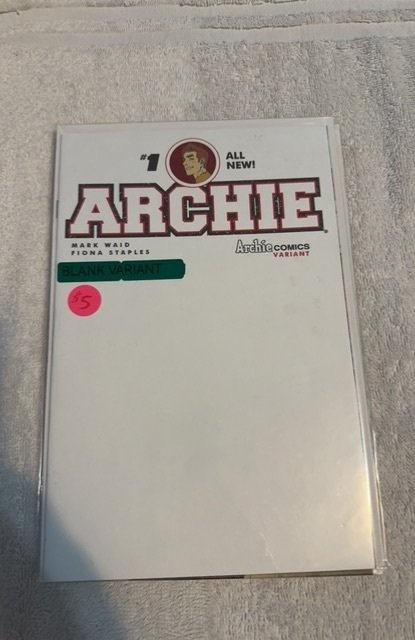 #1 ALL NEW!
ARCHIE
MARK WAID
FIONA STAPLES
Archie COMICS
VARIANT
BLANK VARIANT
$5